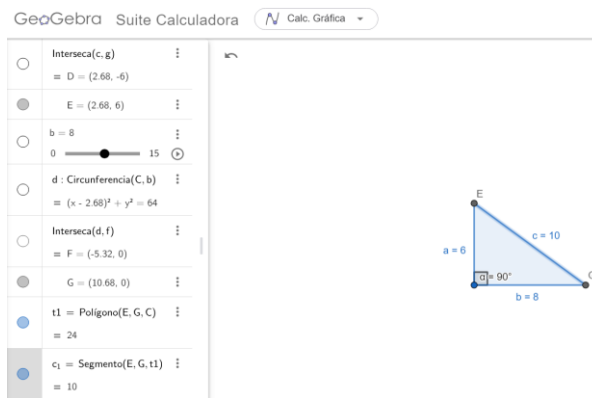 GeoGebra Suite Calculadora Calc. Gráfica
Interseca(c, g)
= D = (2.68, -6)
E = (2.68, 6)
b = 8
0 15
d : Circunferencia(C, b)
= (x - 2.68)² + y² = 64
Interseca(d, f)
= F = (-5.32, 0)
G = (10.68, 0)
t1 = Polígono(E, G, C)
= 24
c₁ = Segmento(E, G, t1)
= 10
E
c = 10
a = 6
α = 90°
b = 8